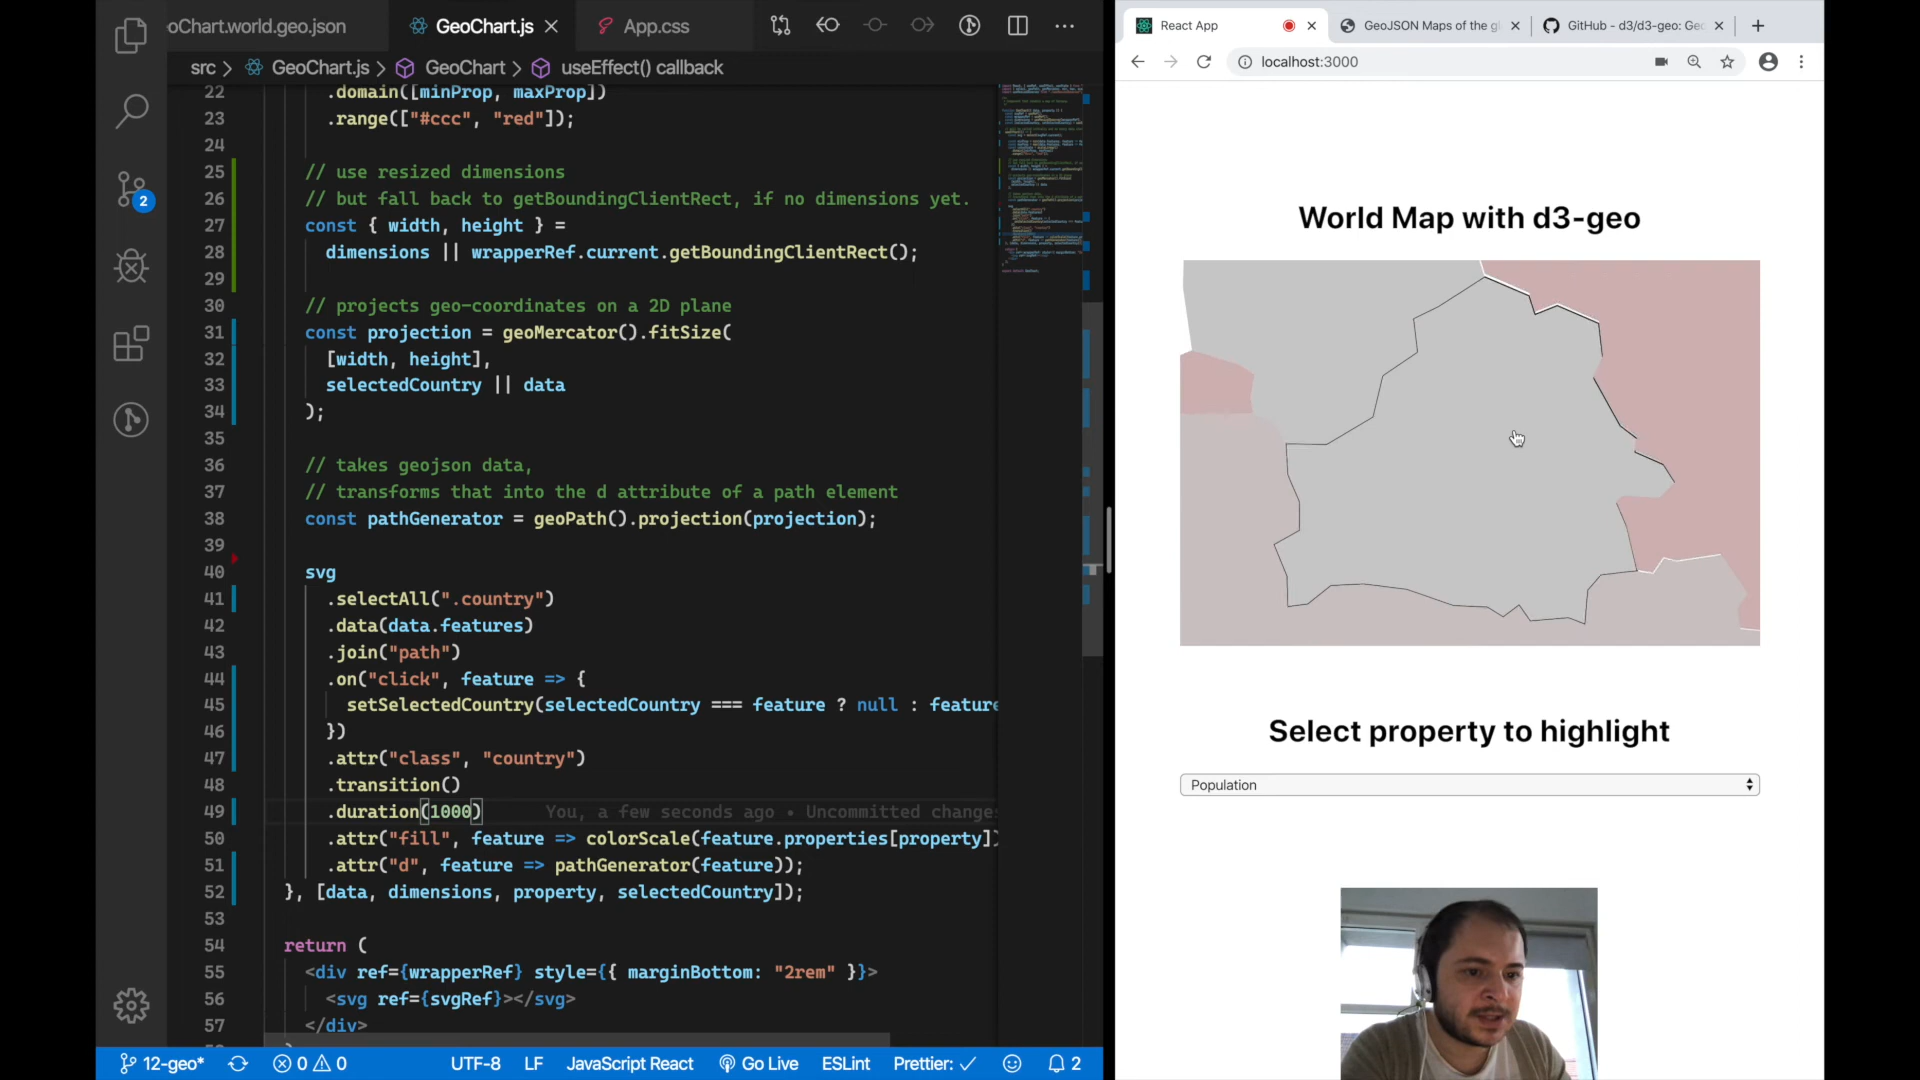 oChart.world.geo.json
GeoChart.js
App.css
src > GeoChart.js > GeoChart > useEffect() callback
22 .domain([minProp, maxProp])
23 .range(["#ccc", "red"]);
24
25 // use resized dimensions
26 // but fall back to getBoundingClientRect, if no dimensions yet.
27 const { width, height } =
28 dimensions || wrapperRef.current.getBoundingClientRect();
29
30 // projects geo-coordinates on a 2D plane
31 const projection = geoMercator().fitSize(
32 [width, height],
33 selectedCountry || data
34 );
35
36 // takes geojson data,
37 // transforms that into the d attribute of a path element
38 const pathGenerator = geoPath().projection(projection);
39
40 svg
41 .selectAll(".country")
42 .data(data.features)
43 .join("path")
44 .on("click", feature => {
45 setSelectedCountry(selectedCountry === feature ? null : feature
46 })
47 .attr("class", "country")
48 .transition()
49 .duration(1000) You, a few seconds ago • Uncommitted changes
50 .attr("fill", feature => colorScale(feature.properties[property])
51 .attr("d", feature => pathGenerator(feature));
52 }, [data, dimensions, property, selectedCountry]);
53
54 return (
55 <div ref={wrapperRef} style={{ marginBottom: "2rem" }}>
56 <svg ref={svgRef}></svg>
57 </div>
2
12-geo* 0 0 UTF-8 LF JavaScript React Go Live ESLint Prettier: ✓ 2
React App
GeoJSON Maps of the gl
GitHub - d3/d3-geo: Geo
localhost:3000
World Map with d3-geo
Select property to highlight
Population